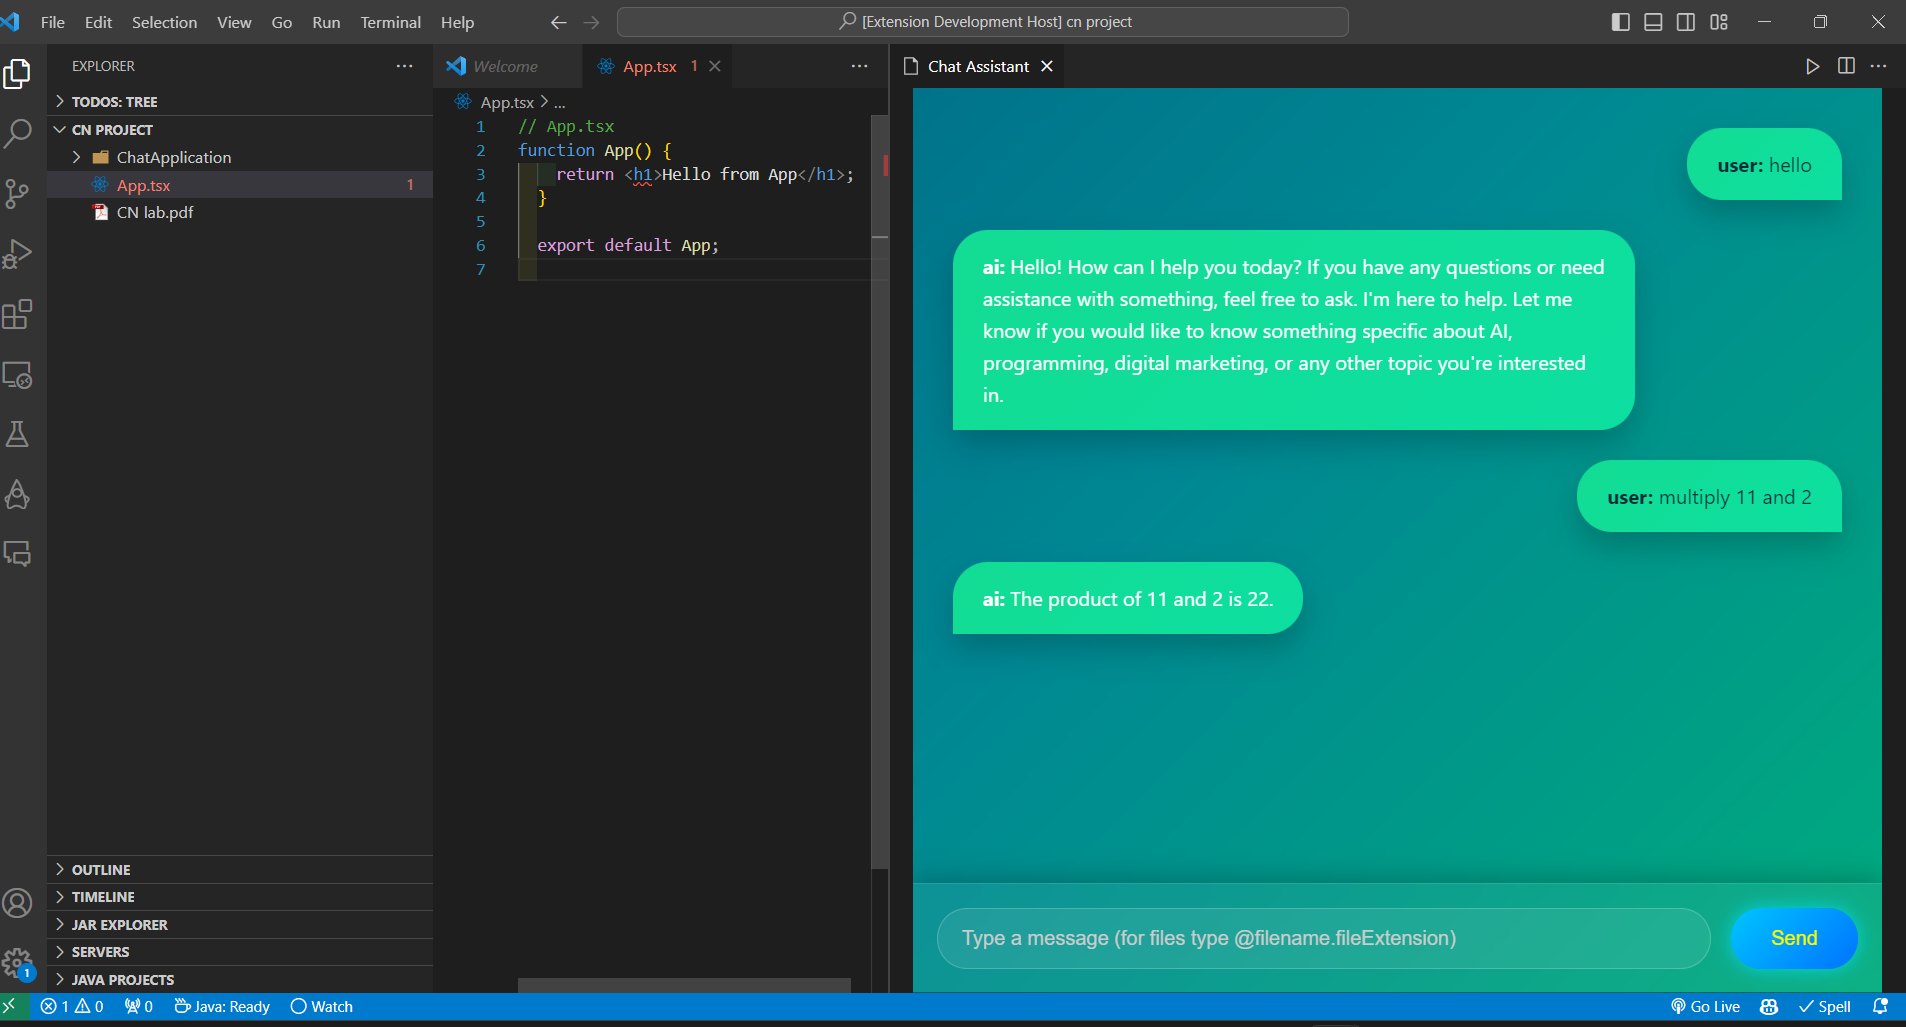 File Edit Selection View Go Run Terminal Help
[Extension Development Host] cn project
EXPLORER
TODOS: TREE
CN PROJECT
ChatApplication
App.tsx 1
CN lab.pdf
OUTLINE
TIMELINE
JAR EXPLORER
SERVERS
JAVA PROJECTS
1
Welcome
App.tsx 1
App.tsx > ...
1 // App.tsx
2 function App() {
3 return <h1>Hello from App</h1>;
4 }
5
6 export default App;
7
Chat Assistant
user: hello
ai: Hello! How can I help you today? If you have any questions or need
assistance with something, feel free to ask. I'm here to help. Let me
know if you would like to know something specific about AI,
programming, digital marketing, or any other topic you're interested
in.
user: multiply 11 and 2
ai: The product of 11 and 2 is 22.
Type a message (for files type @filename.fileExtension)
Send
1 0 0 Java: Ready Watch
Go Live Spell